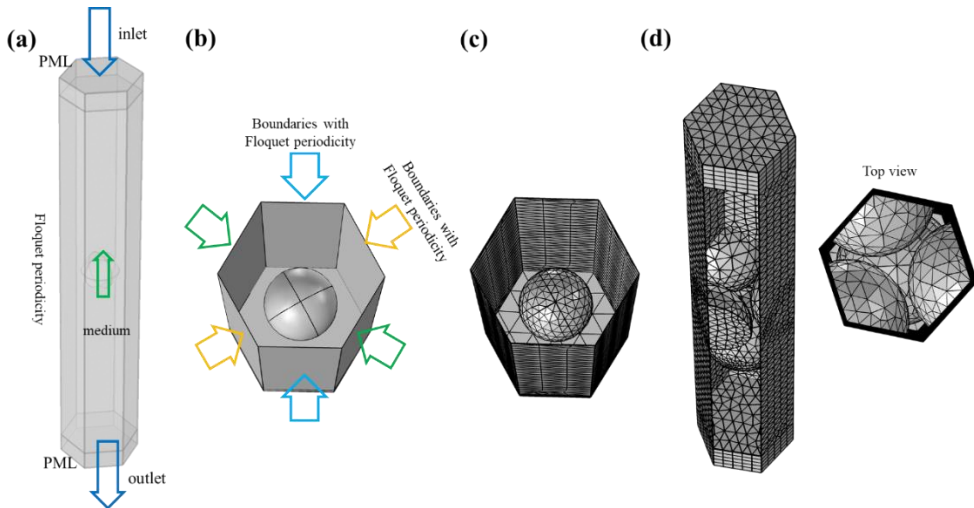 (a)
inlet
PML
Floquet periodicity
medium
PML
outlet
(b)
Boundaries with
Floquet periodicity
Boundaries with
Floquet periodicity
(c)
(d)
Top view